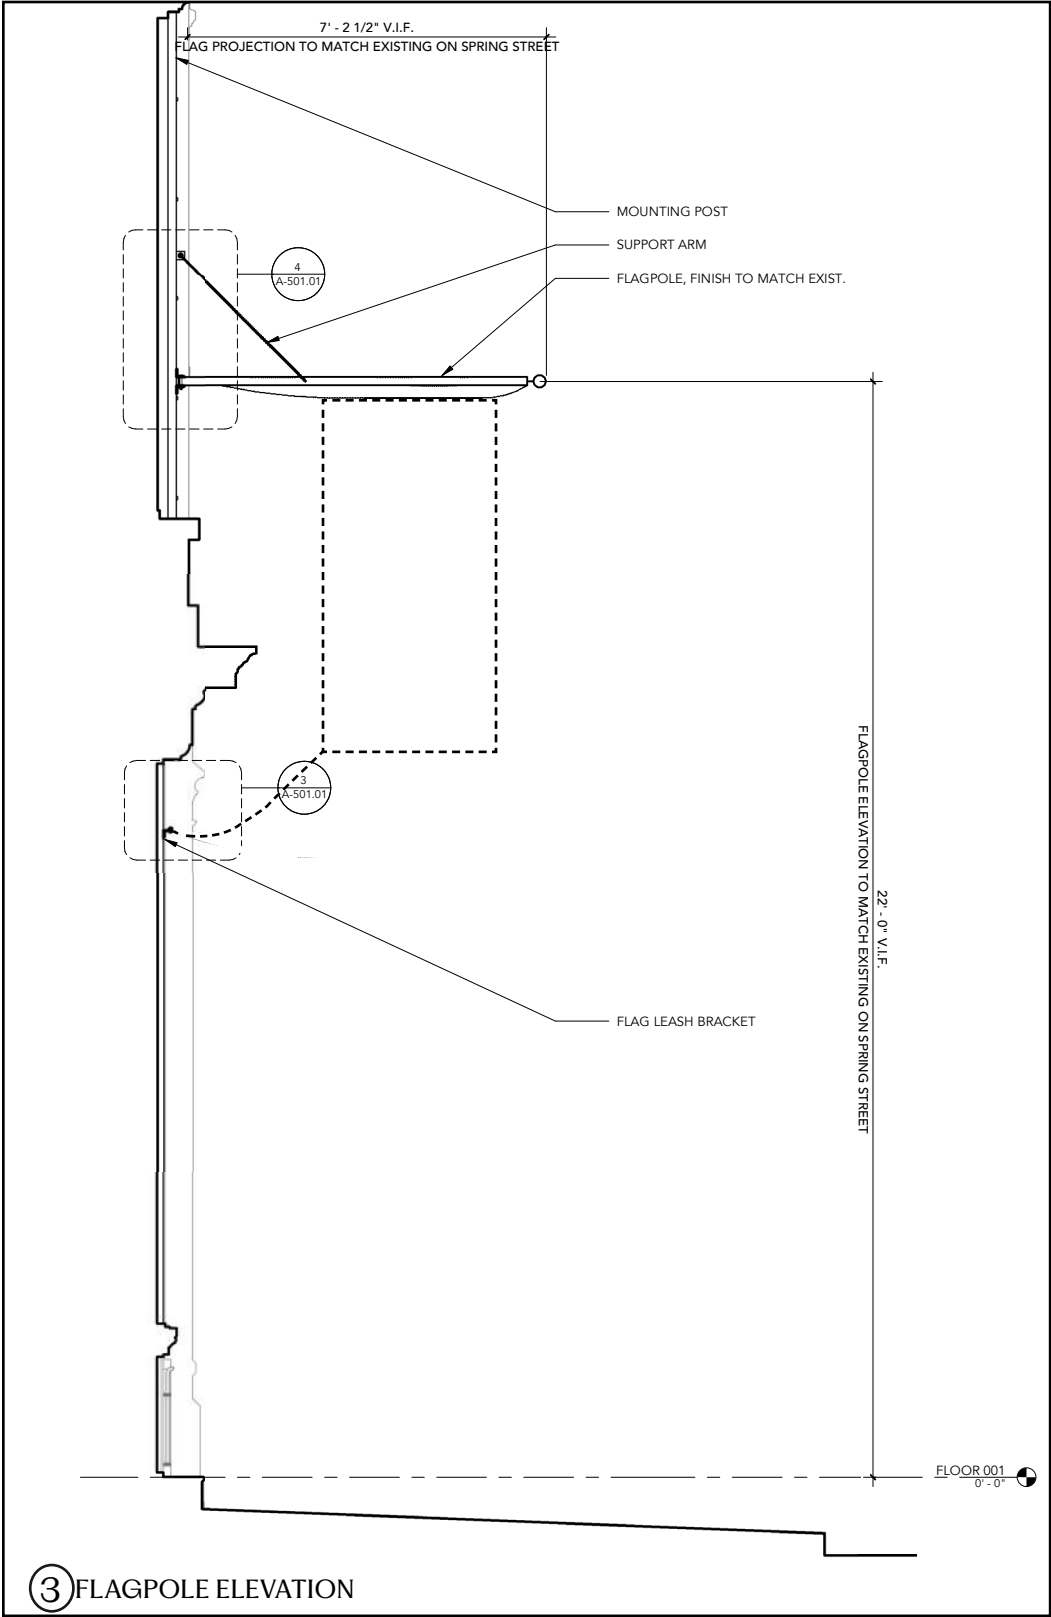 7' - 2 1/2" V.I.F.
FLAG PROJECTION TO MATCH EXISTING ON SPRING STREET
MOUNTING POST
SUPPORT ARM
FLAGPOLE, FINISH TO MATCH EXIST.
4
A-501.01
3
A-501.01
FLAGPOLE ELEVATION TO MATCH EXISTING ON SPRING STREET
22' - 0" V.I.F.
FLAG LEASH BRACKET
FLOOR 001
0' - 0"
3 FLAGPOLE ELEVATION